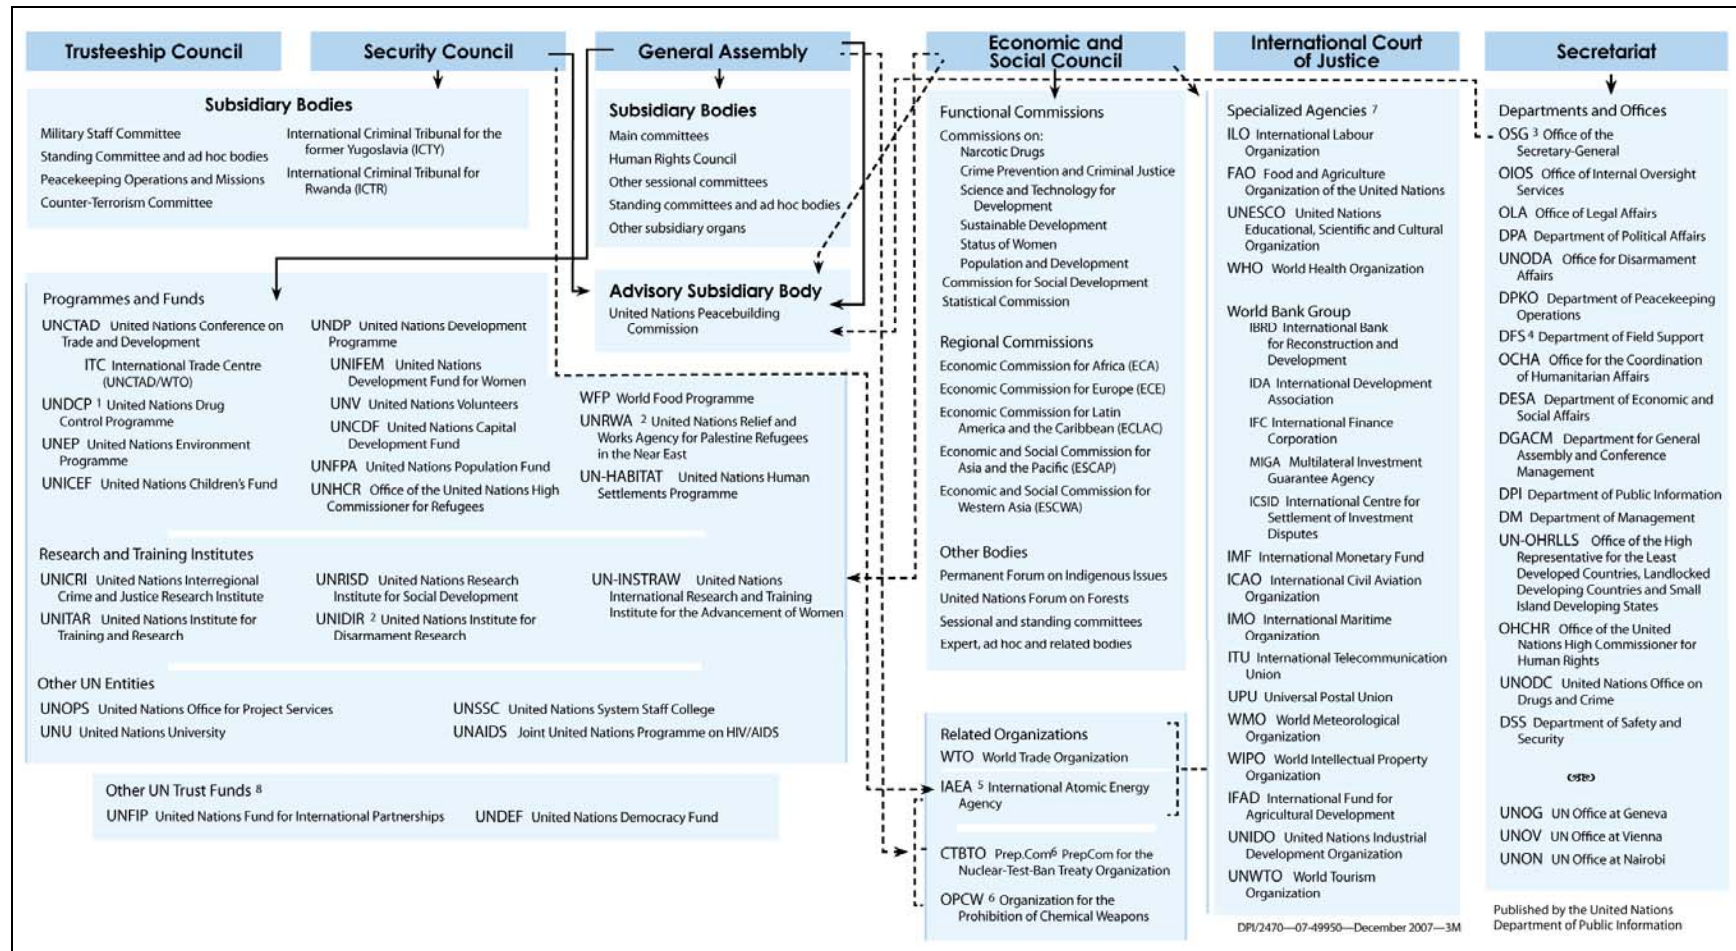 Trusteeship Council
Security Council
General Assembly
Economic and
Social Council
International Court
of Justice
Secretariat
Subsidiary Bodies
Military Staff Committee
Standing Committee and ad hoc bodies
Peacekeeping Operations and Missions
Counter-Terrorism Committee
International Criminal Tribunal for the
former Yugoslavia (ICTY)
International Criminal Tribunal for
Rwanda (ICTR)
Subsidiary Bodies
Main committees
Human Rights Council
Other sessional committees
Standing committees and ad hoc bodies
Other subsidiary organs
Advisory Subsidiary Body
United Nations Peacebuilding
Commission
Programmes and Funds
UNCTAD United Nations Conference on
Trade and Development
ITC International Trade Centre
(UNCTAD/WTO)
UNDCP 1 United Nations Drug
Control Programme
UNEP United Nations Environment
Programme
UNICEF United Nations Children's Fund
UNDP United Nations Development
Programme
UNIFEM United Nations
Development Fund for Women
UNV United Nations Volunteers
UNCDF United Nations Capital
Development Fund
UNFPA United Nations Population Fund
UNHCR Office of the United Nations High
Commissioner for Refugees
WFP World Food Programme
UNRWA 2 United Nations Relief and
Works Agency for Palestine Refugees
in the Near East
UN-HABITAT United Nations Human
Settlements Programme
Research and Training Institutes
UNICRI United Nations Interregional
Crime and Justice Research Institute
UNITAR United Nations Institute for
Training and Research
UNRISD United Nations Research
Institute for Social Development
UNIDIR 2 United Nations Institute for
Disarmament Research
UN-INSTRAW United Nations
International Research and Training
Institute for the Advancement of Women
Other UN Entities
UNOPS United Nations Office for Project Services
UNU United Nations University
UNSSC United Nations System Staff College
UNAIDS Joint United Nations Programme on HIV/AIDS
Other UN Trust Funds 8
UNFIP United Nations Fund for International Partnerships
UNDEF United Nations Democracy Fund
Functional Commissions
Commissions on:
Narcotic Drugs
Crime Prevention and Criminal Justice
Science and Technology for
Development
Sustainable Development
Status of Women
Population and Development
Commission for Social Development
Statistical Commission
Regional Commissions
Economic Commission for Africa (ECA)
Economic Commission for Europe (ECE)
Economic Commission for Latin
America and the Caribbean (ECLAC)
Economic and Social Commission for
Asia and the Pacific (ESCAP)
Economic and Social Commission for
Western Asia (ESCWA)
Other Bodies
Permanent Forum on Indigenous Issues
United Nations Forum on Forests
Sessional and standing committees
Expert, ad hoc and related bodies
Related Organizations
WTO World Trade Organization
IAEA 5 International Atomic Energy
Agency
CTBTO Prep.Com6 PrepCom for the
Nuclear-Test-Ban Treaty Organization
OPCW 6 Organization for the
Prohibition of Chemical Weapons
Specialized Agencies 7
ILO International Labour
Organization
FAO Food and Agriculture
Organization of the United Nations
UNESCO United Nations
Educational, Scientific and Cultural
Organization
WHO World Health Organization
World Bank Group
IBRD International Bank
for Reconstruction and
Development
IDA International Development
Association
IFC International Finance
Corporation
MIGA Multilateral Investment
Guarantee Agency
ICSID International Centre for
Settlement of Investment
Disputes
IMF International Monetary Fund
ICAO International Civil Aviation
Organization
IMO International Maritime
Organization
ITU International Telecommunication
Union
UPU Universal Postal Union
WMO World Meteorological
Organization
WIPO World Intellectual Property
Organization
IFAD International Fund for
Agricultural Development
UNIDO United Nations Industrial
Development Organization
UNWTO World Tourism
Organization
DPI/2470—07-49950—December 2007—3M
Departments and Offices
OSG 3 Office of the
Secretary-General
OIOS Office of Internal Oversight
Services
OLA Office of Legal Affairs
DPA Department of Political Affairs
UNODA Office for Disarmament
Affairs
DPKO Department of Peacekeeping
Operations
DFS 4 Department of Field Support
OCHA Office for the Coordination
of Humanitarian Affairs
DESA Department of Economic and
Social Affairs
DGACM Department for General
Assembly and Conference
Management
DPI Department of Public Information
DM Department of Management
UN-OHRLLS Office of the High
Representative for the Least
Developed Countries, Landlocked
Developing Countries and Small
Island Developing States
OHCHR Office of the United
Nations High Commissioner for
Human Rights
UNODC United Nations Office on
Drugs and Crime
DSS Department of Safety and
Security
UNOG UN Office at Geneva
UNOV UN Office at Vienna
UNON UN Office at Nairobi
Published by the United Nations
Department of Public Information